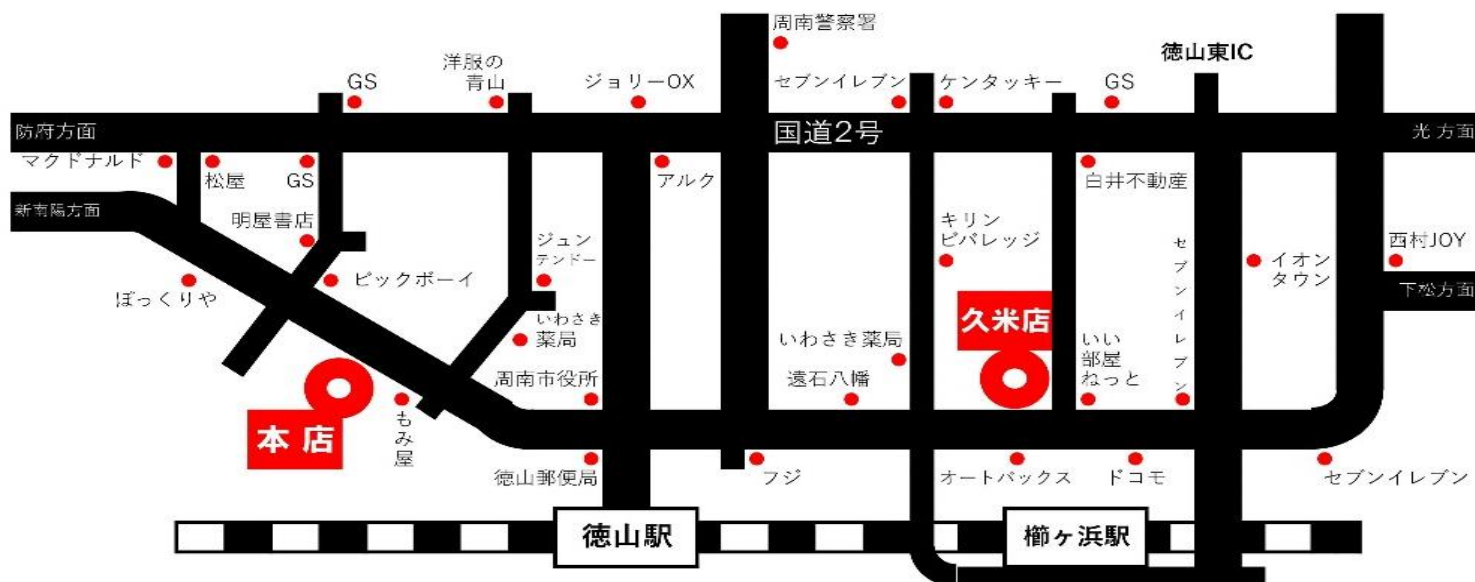 周南警察署
徳山東IC
洋服の
青山
GS
ジョリーOX
セブンイレブン
ケンタッキー
GS
防府方面
国道2号
光 方面
マクドナルド
松屋
GS
アルク
白井不動産
新南陽方面
明屋書店
ジュン
テンドー
キリン
ビバレッジ
セブンイレブン
イオン
タウン
西村JOY
ぼっくりや
ピックボーイ
下松方面
いわさき
薬局
久米店
いわさき薬局
いい
部屋
ねっと
周南市役所
遠石八幡
本 店
もみ屋
徳山郵便局
フジ
オートバックス
ドコモ
セブンイレブン
徳山駅
櫛ヶ浜駅